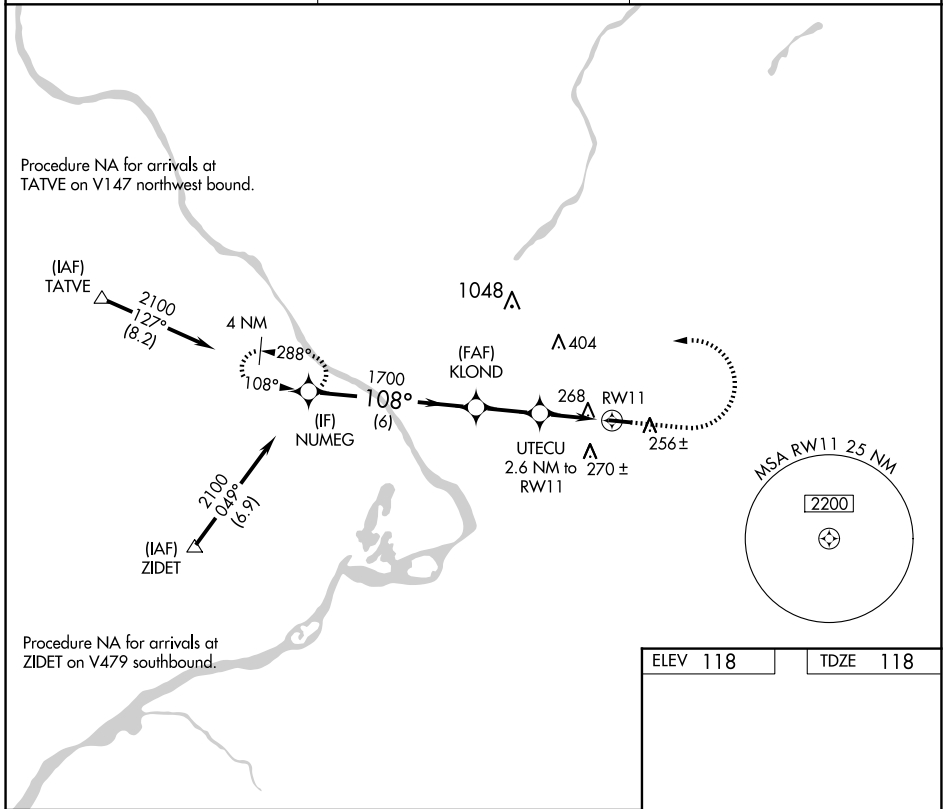 Procedure NA for arrivals at
TATVE on V147 northwest bound.
(IAF)
TATVE
2100
127°
(8.2)
4 NM
288°
108°
(IF)
NUMEG
1700
108°
(6)
1048
404
(FAF)
KLOND
268
RW11
UTECU
2.6 NM to
RW11
270 ±
256 ±
2100
049°
(6.9)
(IAF)
ZIDET
MSA RW11 25 NM
2200
Procedure NA for arrivals at
ZIDET on V479 southbound.
ELEV 118
TDZE 118